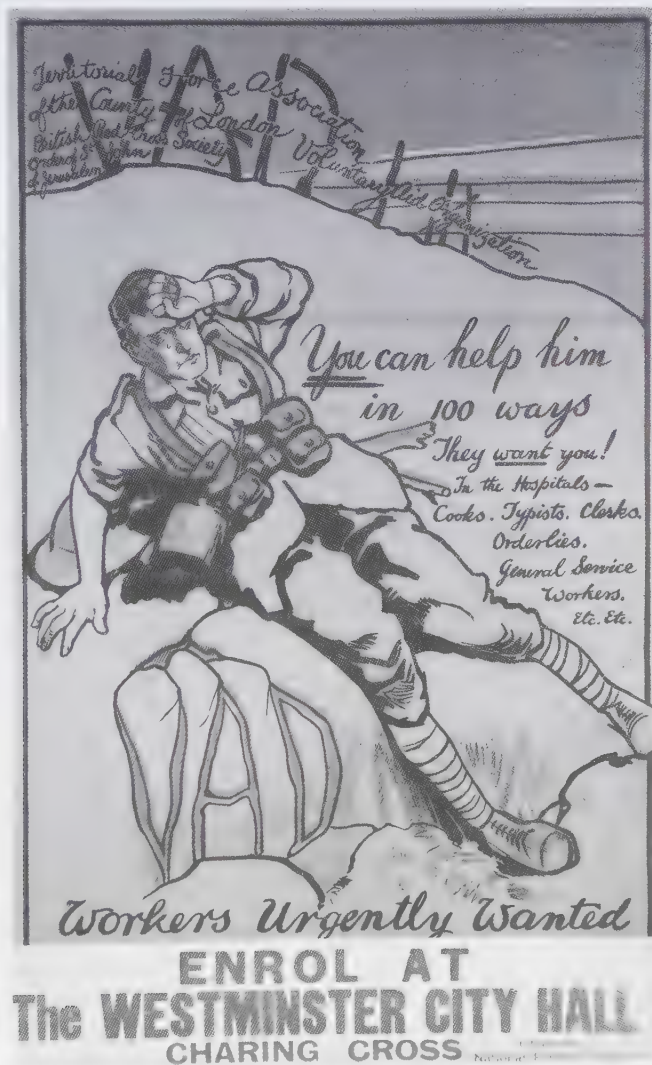 WAR
Territorial Force Association
of the County of London
British Red Cross Society
Order of St John
of Jerusalem
Voluntary Aid Organization
You can help him
in 100 ways
They want you!
In the Hospitals —
Cooks. Typists. Clerks.
Orderlies.
General Service
Workers.
Etc. Etc.
VAD
Workers Urgently Wanted
ENROL AT
The WESTMINSTER CITY HALL
CHARING CROSS